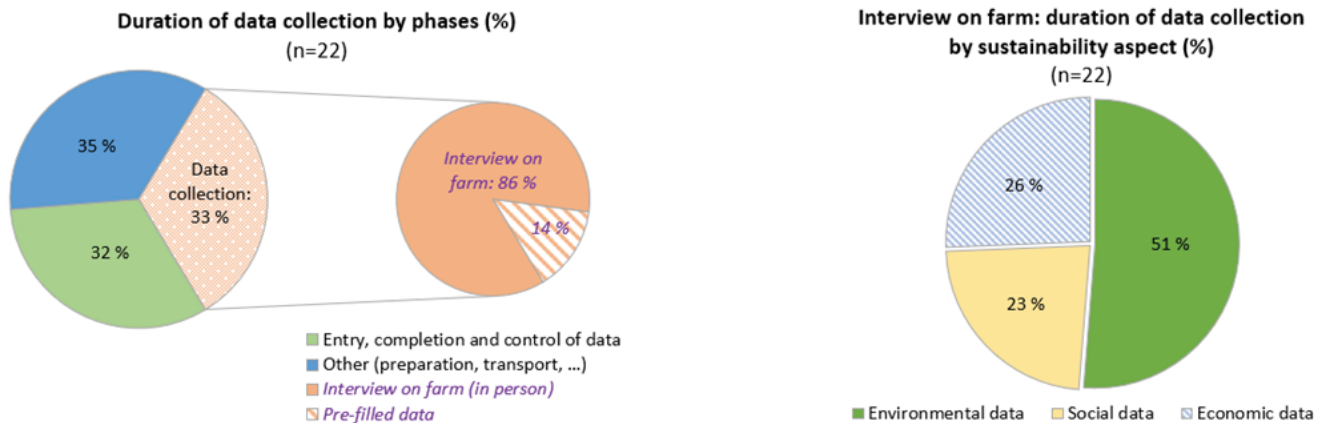 Duration of data collection by phases (%)
(n=22)
35 %
Data
collection:
33 %
32 %
Interview on
farm: 86 %
14 %
Entry, completion and control of data
Other (preparation, transport, ...)
Interview on farm (in person)
Pre-filled data
Interview on farm: duration of data collection
by sustainability aspect (%)
(n=22)
26 %
51 %
23 %
Environmental data
Social data
Economic data